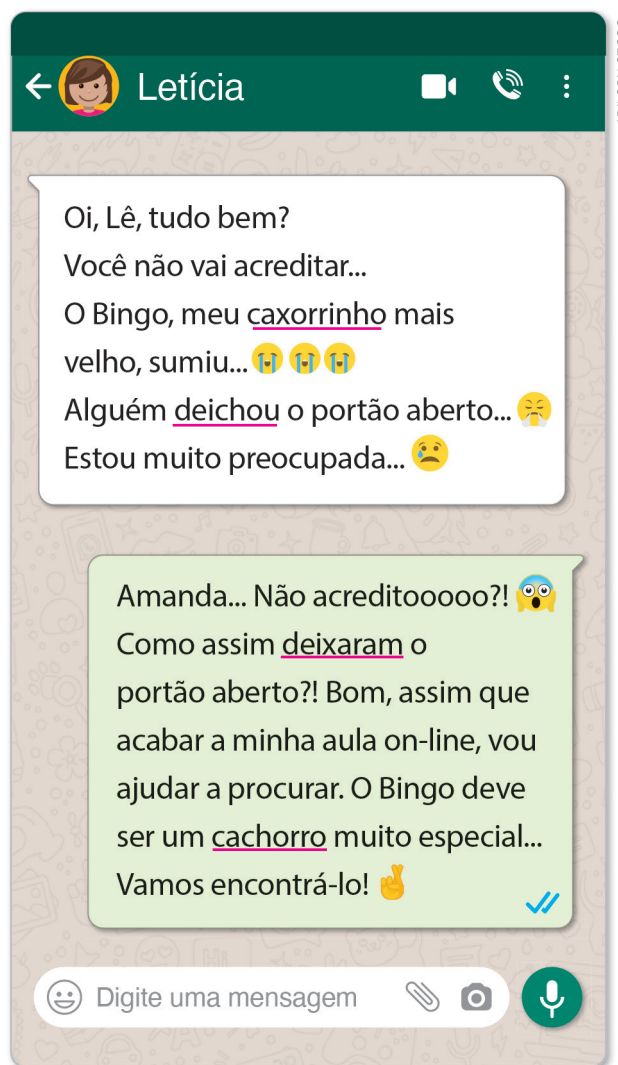 Letícia
Oi, Lê, tudo bem?
Você não vai acreditar...
O Bingo, meu caxorrinho mais
velho, sumiu... 😭😭😭
Alguém deichou o portão aberto... 😤
Estou muito preocupada... 😢
Amanda... Não acreditooooo?! 😱
Como assim deixaram o
portão aberto?! Bom, assim que
acabar a minha aula on-line, vou
ajudar a procurar. O Bingo deve
ser um cachorro muito especial...
Vamos encontrá-lo! 🤞
Digite uma mensagem